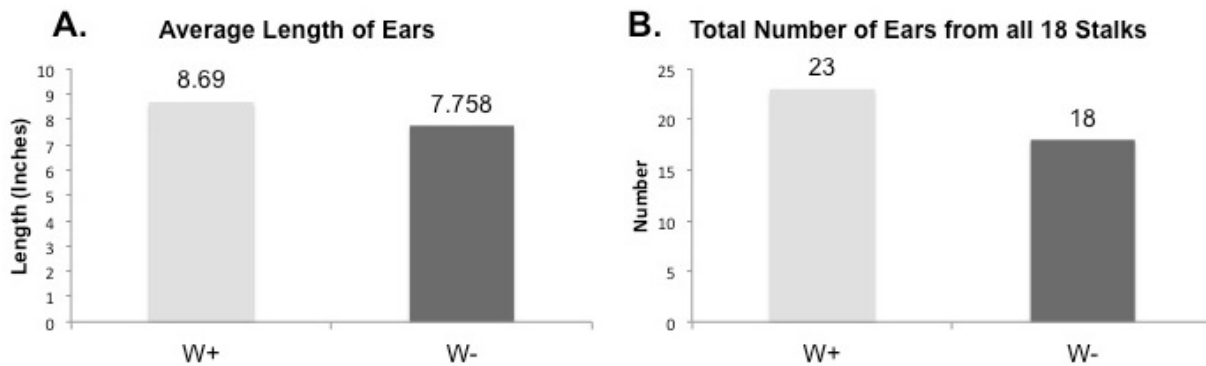 A. Average Length of Ears
Length (Inches)
10
9
8
7
6
5
4
3
2
1
0
8.69
7.758
W+
W-
B. Total Number of Ears from all 18 Stalks
Number
25
20
15
10
5
0
23
18
W+
W-